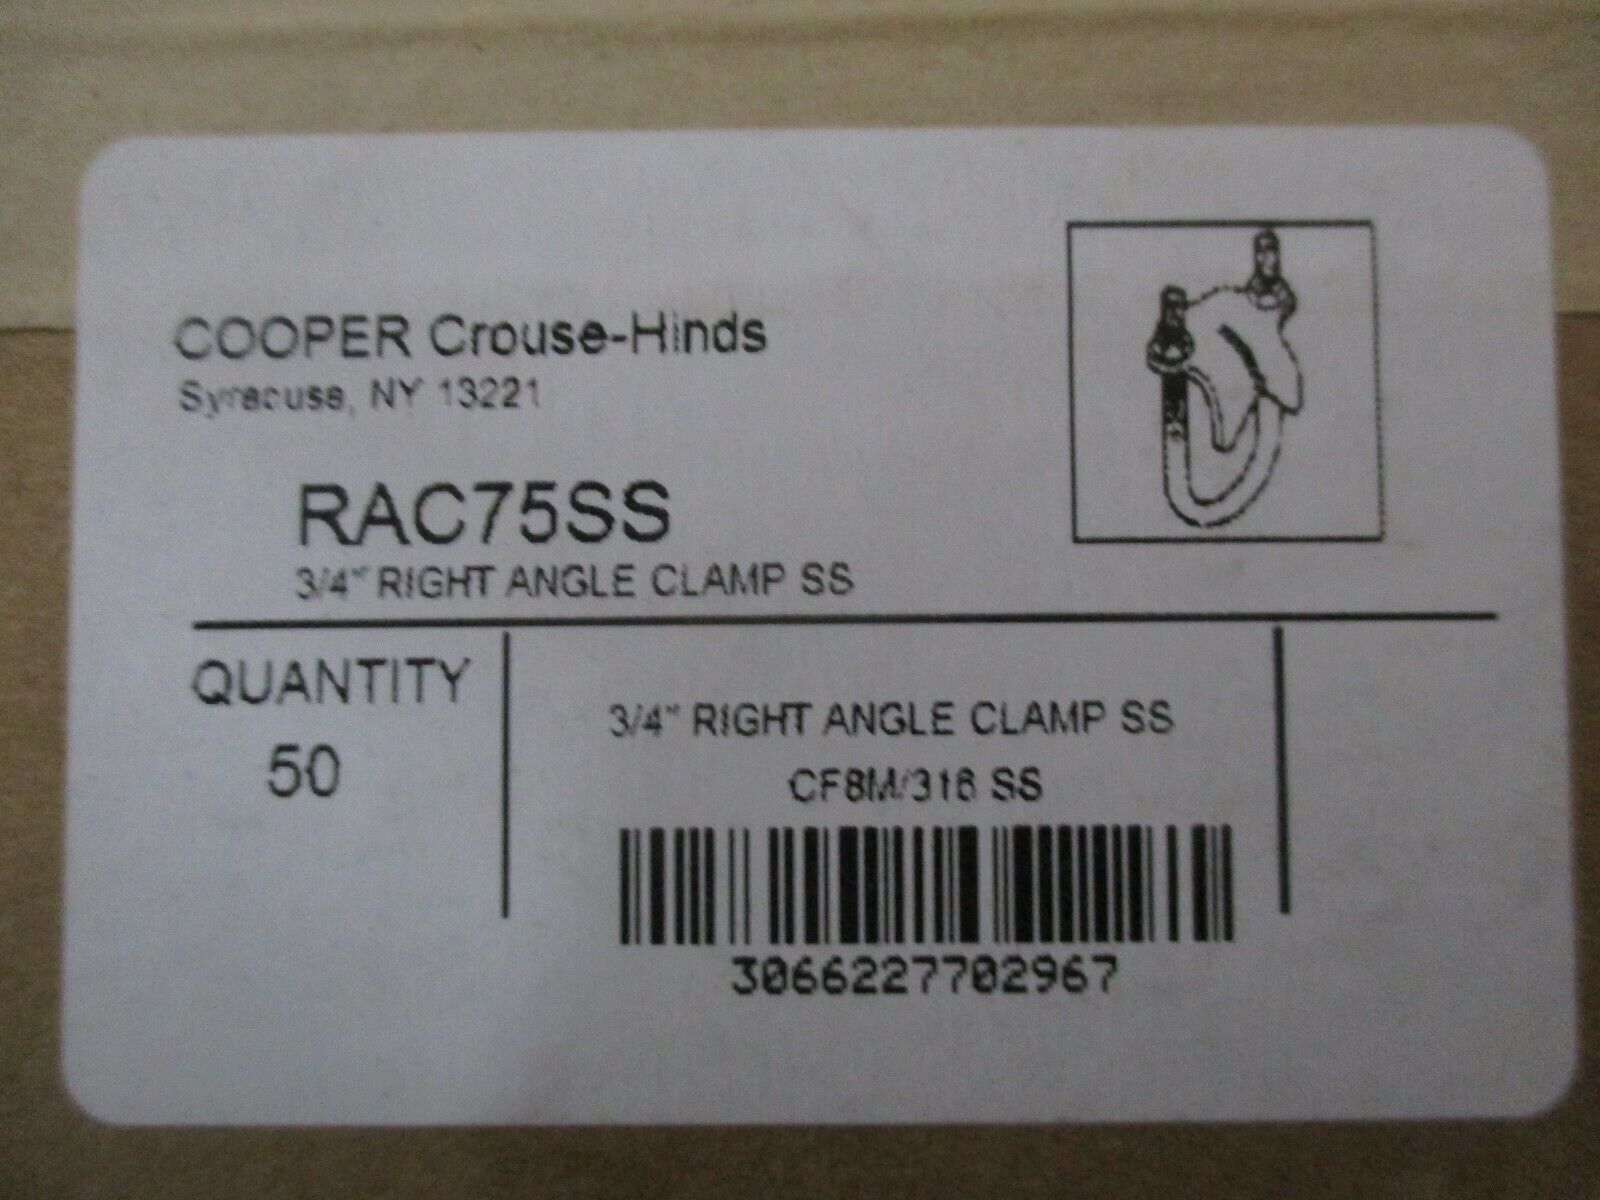 COOPER Crouse-Hinds
Syracuse, NY 13221
RAC75SS
3/4" RIGHT ANGLE CLAMP SS
QUANTITY
50
3/4" RIGHT ANGLE CLAMP SS
CF8M/316 SS
3066227702967